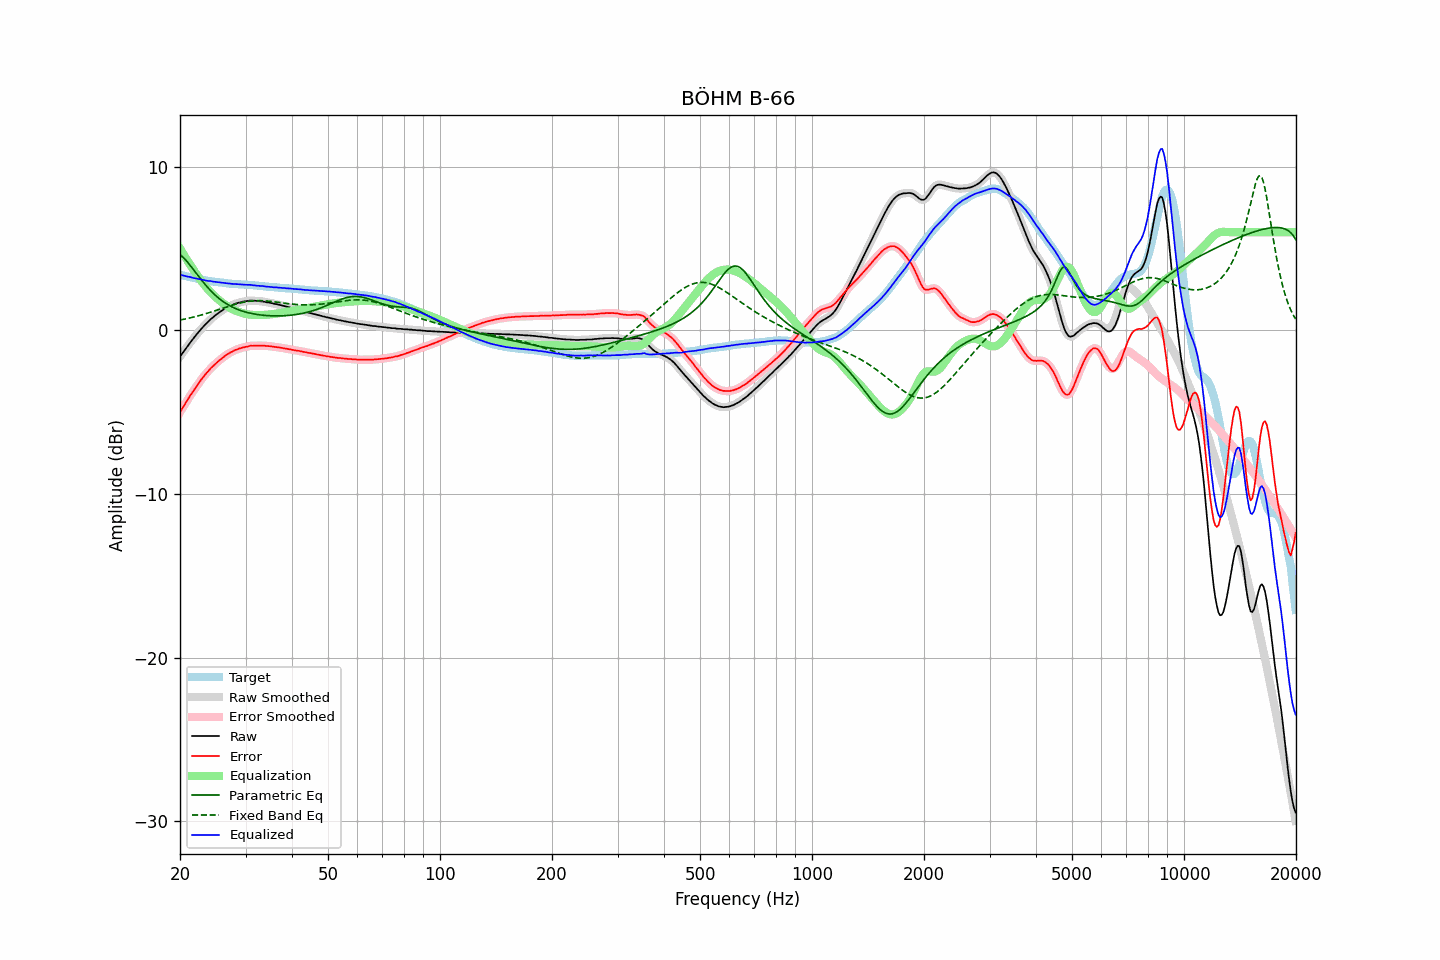 BÖHM B-66
Amplitude (dBr)
10
0
−10
−20
−30
Target
Raw Smoothed
Error Smoothed
Raw
Error
Equalization
Parametric Eq
Fixed Band Eq
Equalized
20 50 100 200 500 1000 2000 5000 10000 20000
Frequency (Hz)